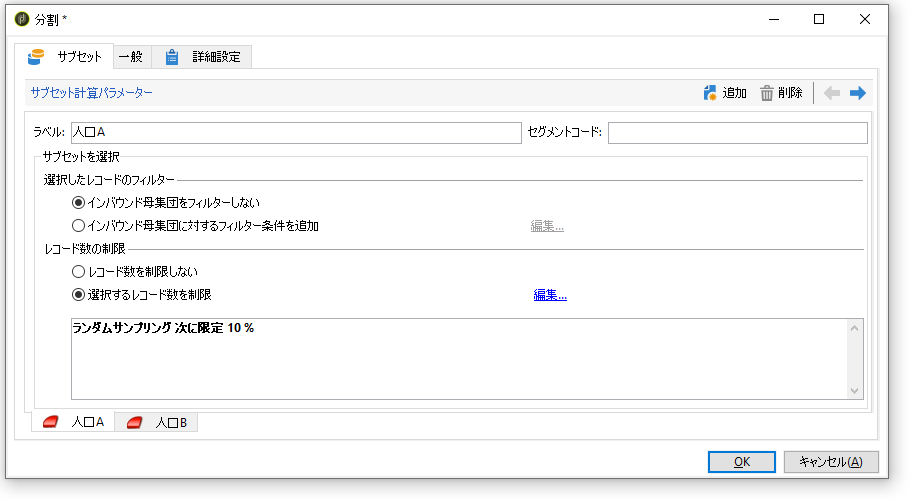 分割 *
サブセット 一般 詳細設定
サブセット計算パラメーター 追加 削除
ラベル: 人口A セグメントコード:
サブセットを選択
選択したレコードのフィルター
インバウンド母集団をフィルターしない
インバウンド母集団に対するフィルター条件を追加 編集...
レコード数の制限
レコード数を制限しない
選択するレコード数を制限 編集...
ランダムサンプリング 次に限定 10 %
人口A 人口B
OK キャンセル(A)